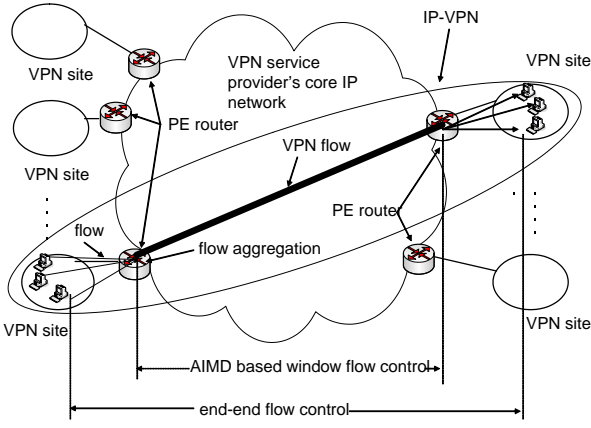 IP-VPN
VPN site
VPN service
provider's core IP
network
VPN site
PE router
VPN flow
VPN site
PE router
flow
flow aggregation
VPN site
VPN site
AIMD based window flow control
end-end flow control